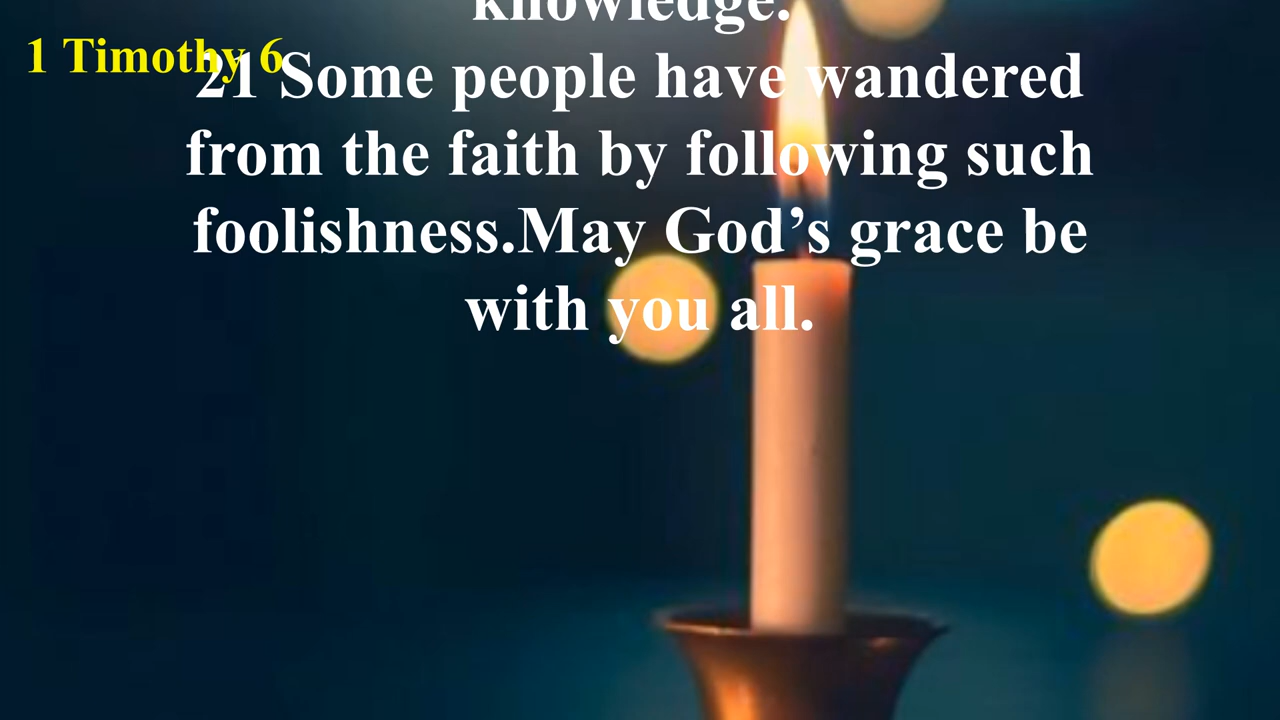 knowledge.
1 Timothy 6
21 Some people have wandered
from the faith by following such
foolishness.May God’s grace be
with you all.